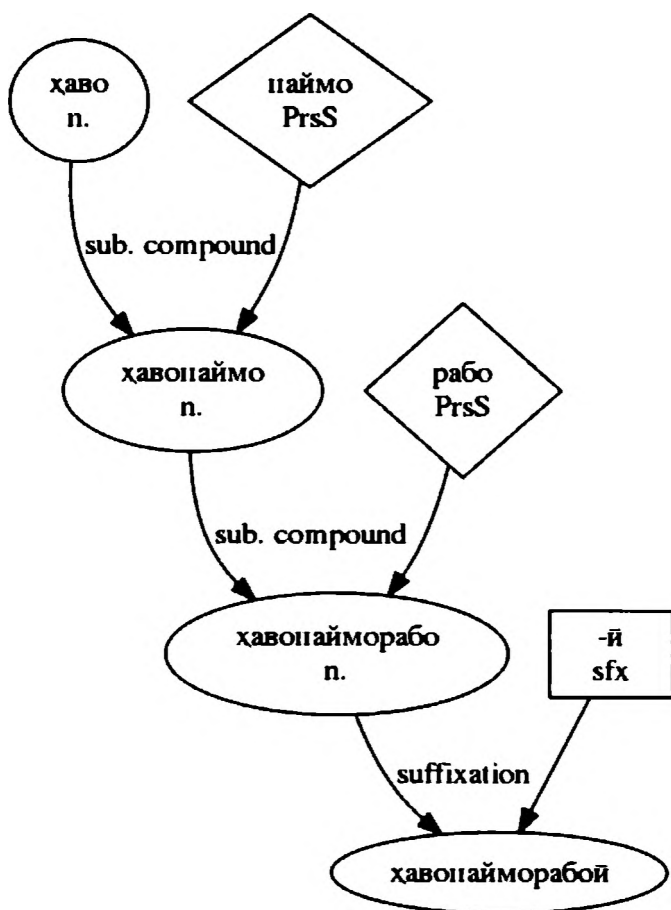 ҳаво
n.
паймо
PrsS
sub. compound
ҳавопаймо
n.
рабо
PrsS
sub. compound
ҳавопайморабо
n.
-ӣ
sfx
suffixation
ҳавопайморабоӣ